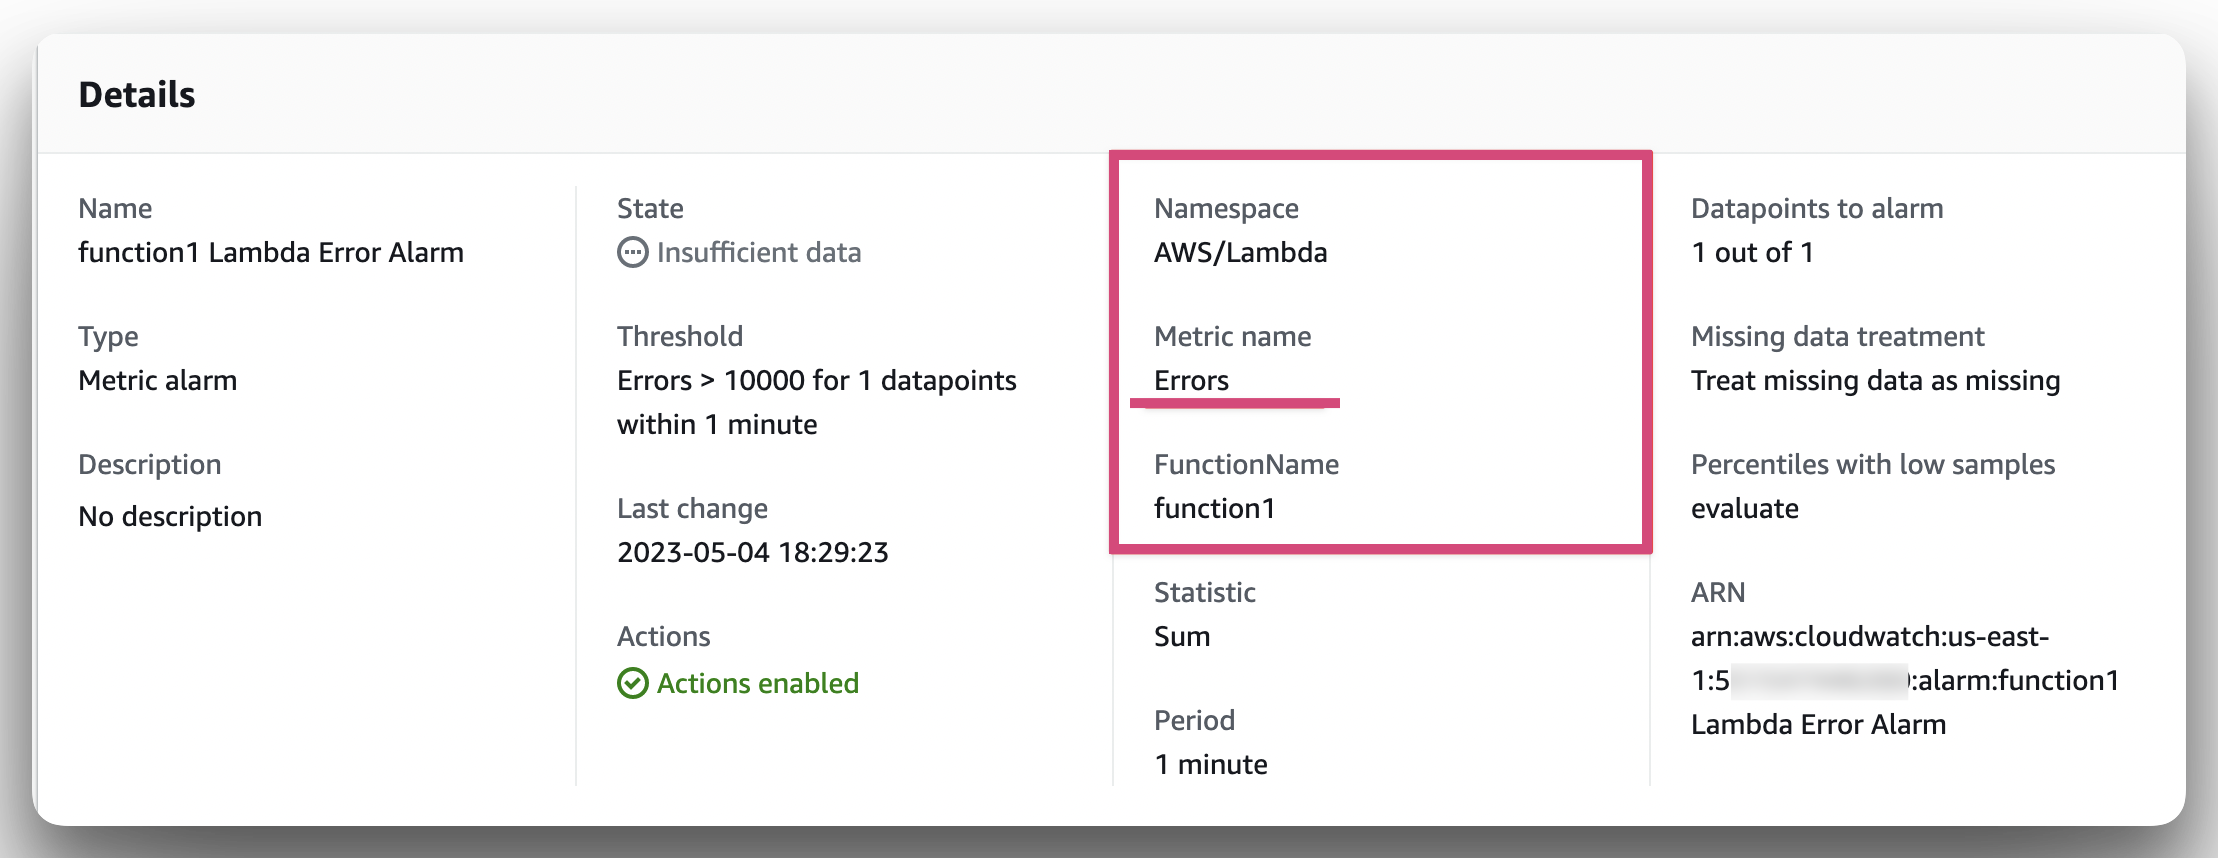 Details
Name
function1 Lambda Error Alarm
Type
Metric alarm
Description
No description
State
Insufficient data
Threshold
Errors > 10000 for 1 datapoints
within 1 minute
Last change
2023-05-04 18:29:23
Actions
Actions enabled
Namespace
AWS/Lambda
Metric name
Errors
FunctionName
function1
Statistic
Sum
Period
1 minute
Datapoints to alarm
1 out of 1
Missing data treatment
Treat missing data as missing
Percentiles with low samples
evaluate
ARN
arn:aws:cloudwatch:us-east-
1:5 :alarm:function1
Lambda Error Alarm